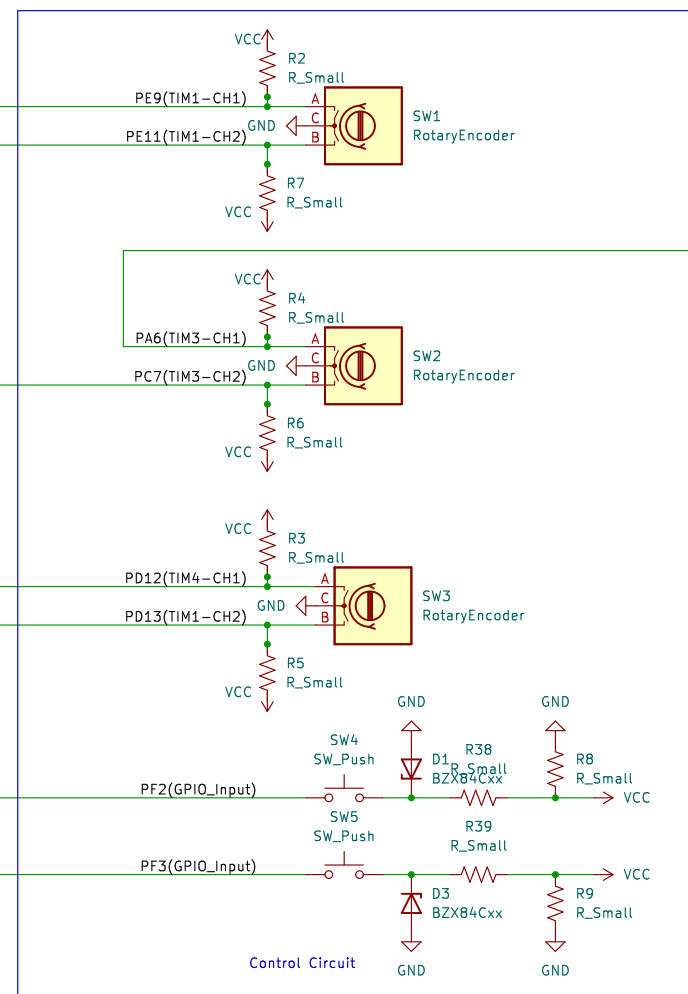 VCC
R2
R_Small
PE9(TIM1-CH1)
A
SW1
GND
C
RotaryEncoder
PE11(TIM1-CH2)
B
R7
R_Small
VCC
VCC
R4
R_Small
PA6(TIM3-CH1)
A
SW2
GND
C
RotaryEncoder
PC7(TIM3-CH2)
B
R6
R_Small
VCC
VCC
R3
R_Small
PD12(TIM4-CH1)
A
SW3
GND
C
RotaryEncoder
PD13(TIM1-CH2)
B
R5
R_Small
VCC
GND
GND
SW4
SW_Push
D1
BZX84Cxx
R38
R_Small
R8
R_Small
PF2(GPIO_Input)
VCC
SW5
SW_Push
R39
R_Small
PF3(GPIO_Input)
VCC
D3
BZX84Cxx
R9
R_Small
GND
GND
Control Circuit